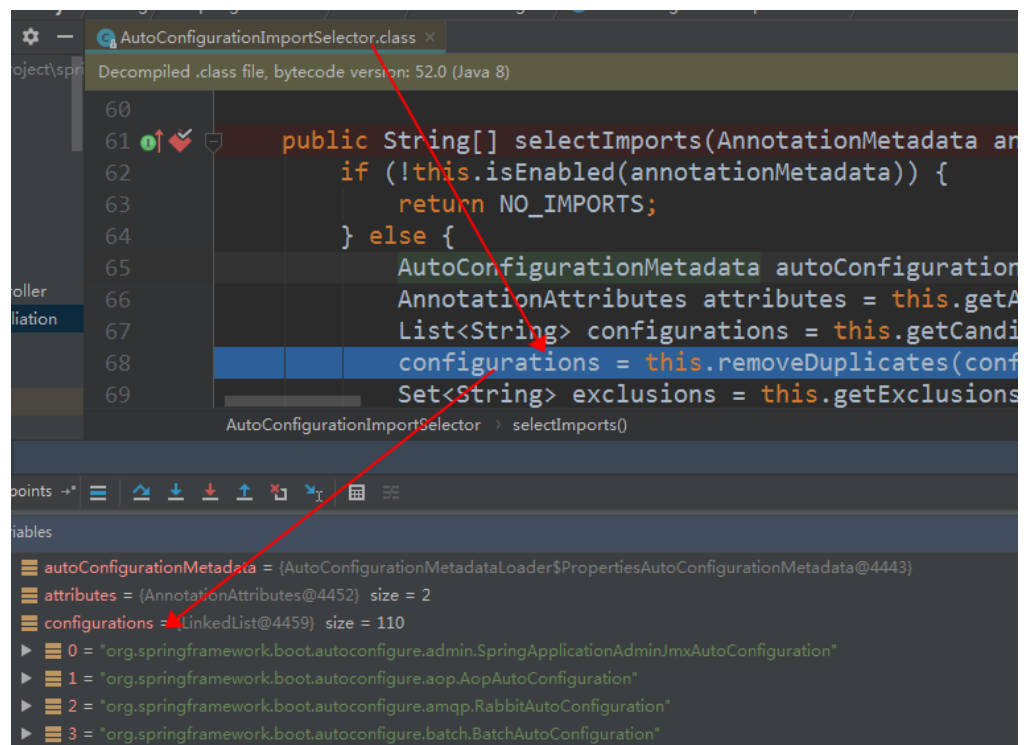 AutoConfigurationImportSelector.class ×
Decompiled .class file, bytecode version: 52.0 (Java 8)
60
61 public String[] selectImports(AnnotationMetadata an
62 if (!this.isEnabled(annotationMetadata)) {
63 return NO_IMPORTS;
64 } else {
65 AutoConfigurationMetadata autoConfiguration
66 AnnotationAttributes attributes = this.getA
67 List<String> configurations = this.getCandi
68 configurations = this.removeDuplicates(conf
69 Set<String> exclusions = this.getExclusions
oject\spri
oller
liation
AutoConfigurationImportSelector › selectImports()
points
riables
autoConfigurationMetadata = {AutoConfigurationMetadataLoader$PropertiesAutoConfigurationMetadata@4443}
attributes = {AnnotationAttributes@4452} size = 2
configurations = {LinkedList@4459} size = 110
0 = "org.springframework.boot.autoconfigure.admin.SpringApplicationAdminJmxAutoConfiguration"
1 = "org.springframework.boot.autoconfigure.aop.AopAutoConfiguration"
2 = "org.springframework.boot.autoconfigure.amqp.RabbitAutoConfiguration"
3 = "org.springframework.boot.autoconfigure.batch.BatchAutoConfiguration"